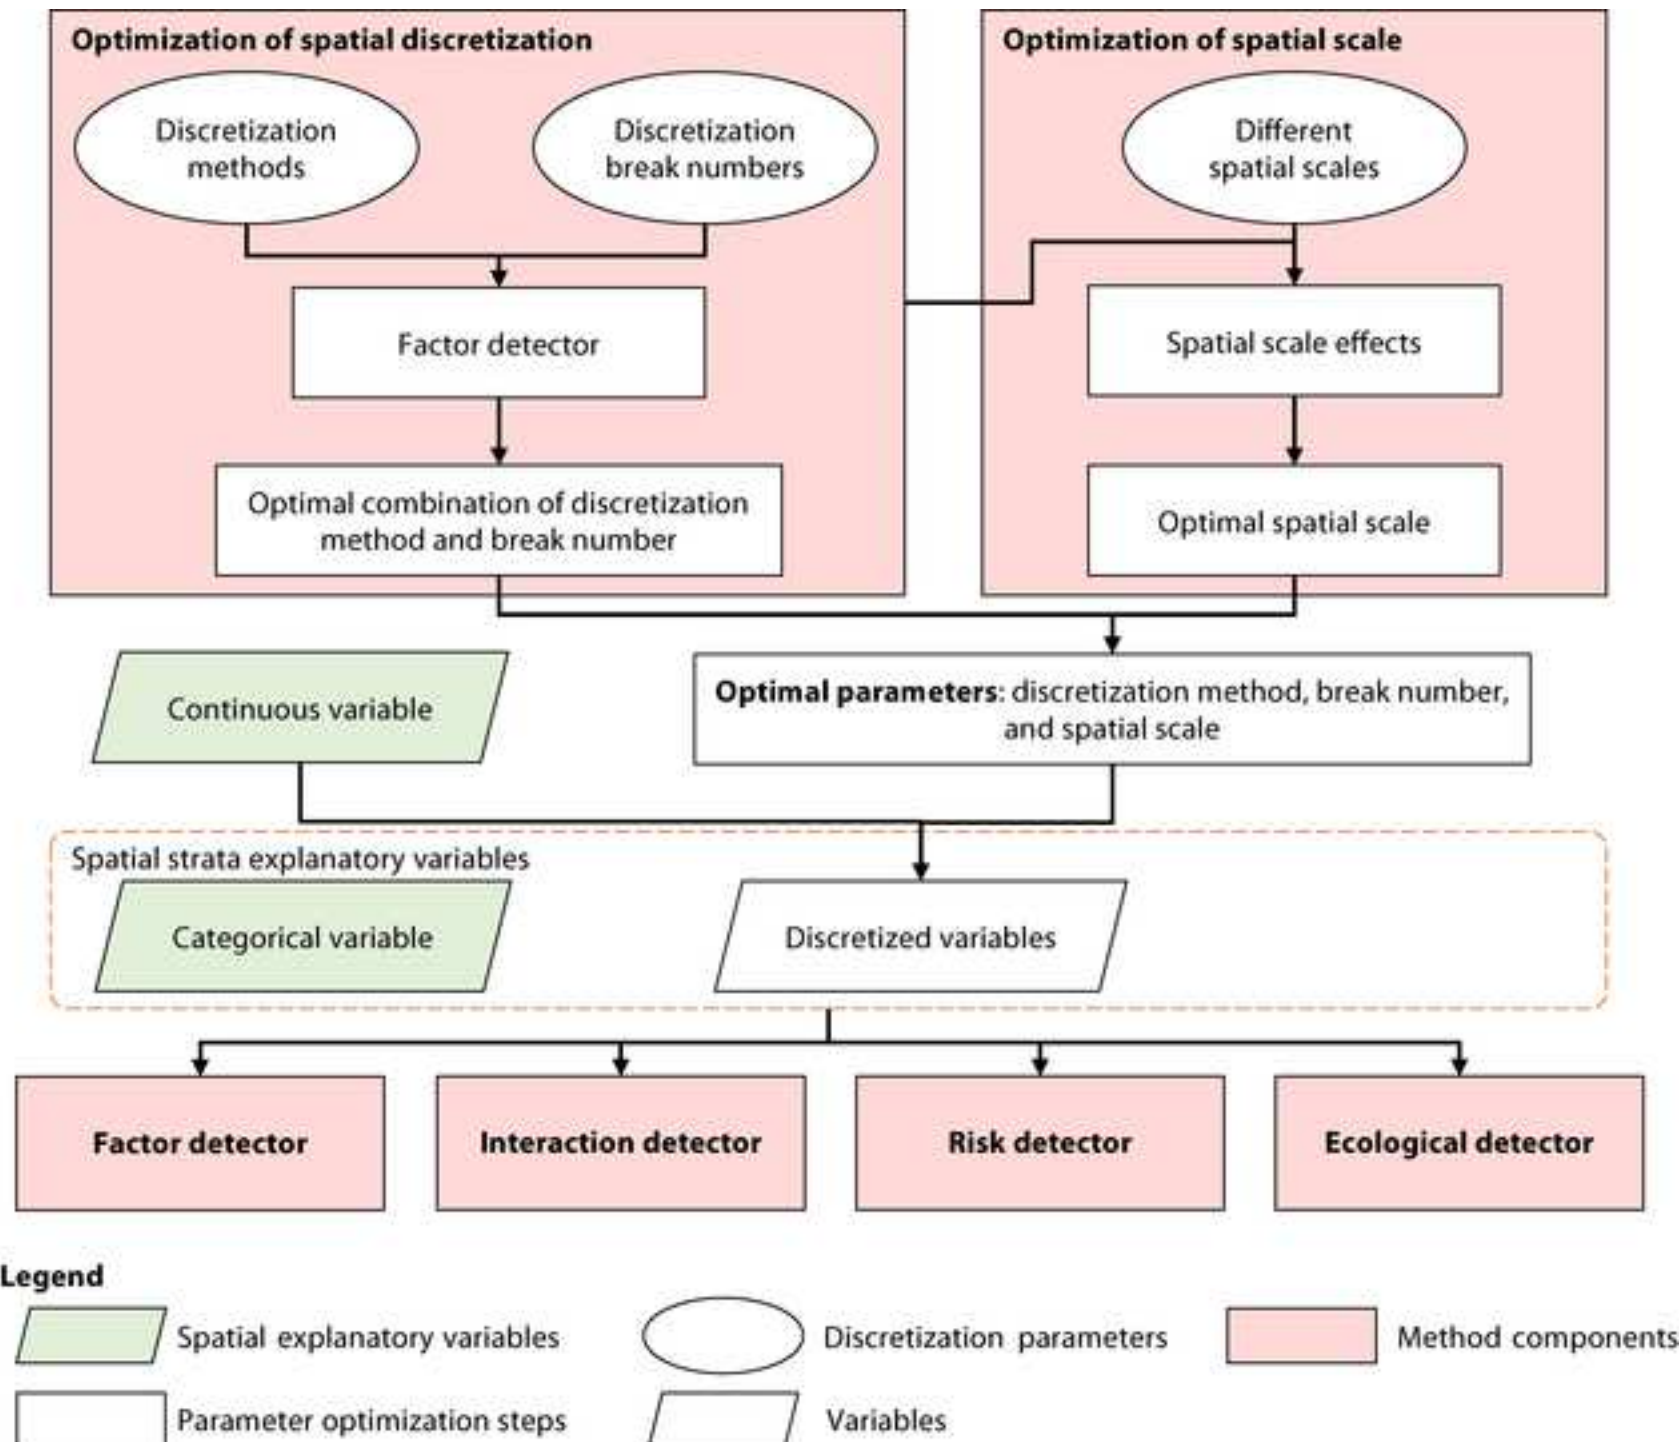 Optimization of spatial discretization
Discretization
methods
Discretization
break numbers
Factor detector
Optimal combination of discretization
method and break number
Optimization of spatial scale
Different
spatial scales
Spatial scale effects
Optimal spatial scale
Continuous variable
Optimal parameters: discretization method, break number,
and spatial scale
Spatial strata explanatory variables
Categorical variable
Discretized variables
Factor detector
Interaction detector
Risk detector
Ecological detector
Legend
Spatial explanatory variables
Discretization parameters
Method components
Parameter optimization steps
Variables